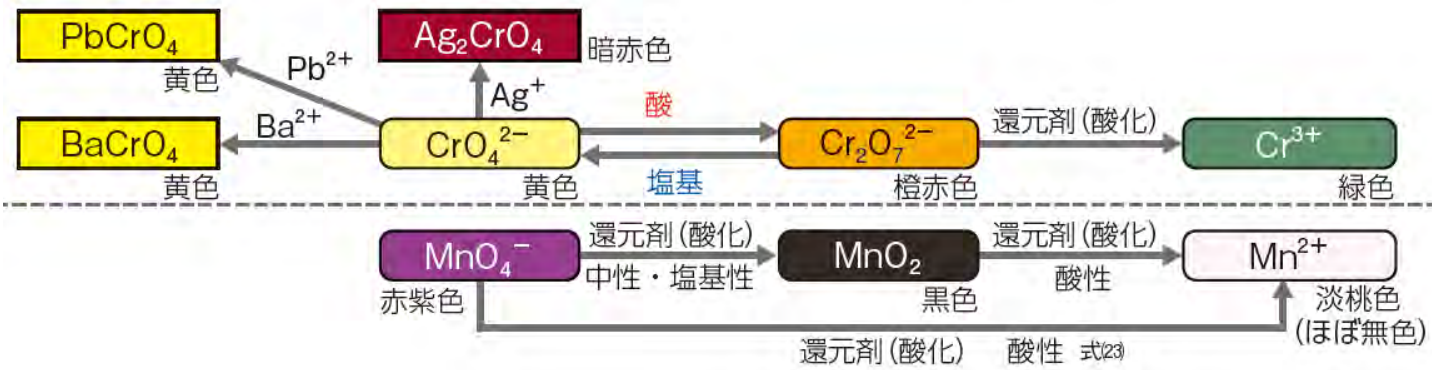 PbCrO₄
黄色
Pb²⁺
Ag₂CrO₄
暗赤色
Ag⁺
BaCrO₄
黄色
Ba²⁺
CrO₄²⁻
黄色
酸
塩基
Cr₂O₇²⁻
橙赤色
還元剤(酸化)
Cr³⁺
緑色
MnO₄⁻
赤紫色
還元剤(酸化)
中性・塩基性
MnO₂
黒色
還元剤(酸化)
酸性
Mn²⁺
淡桃色
(ほぼ無色)
還元剤(酸化) 酸性 式(23)